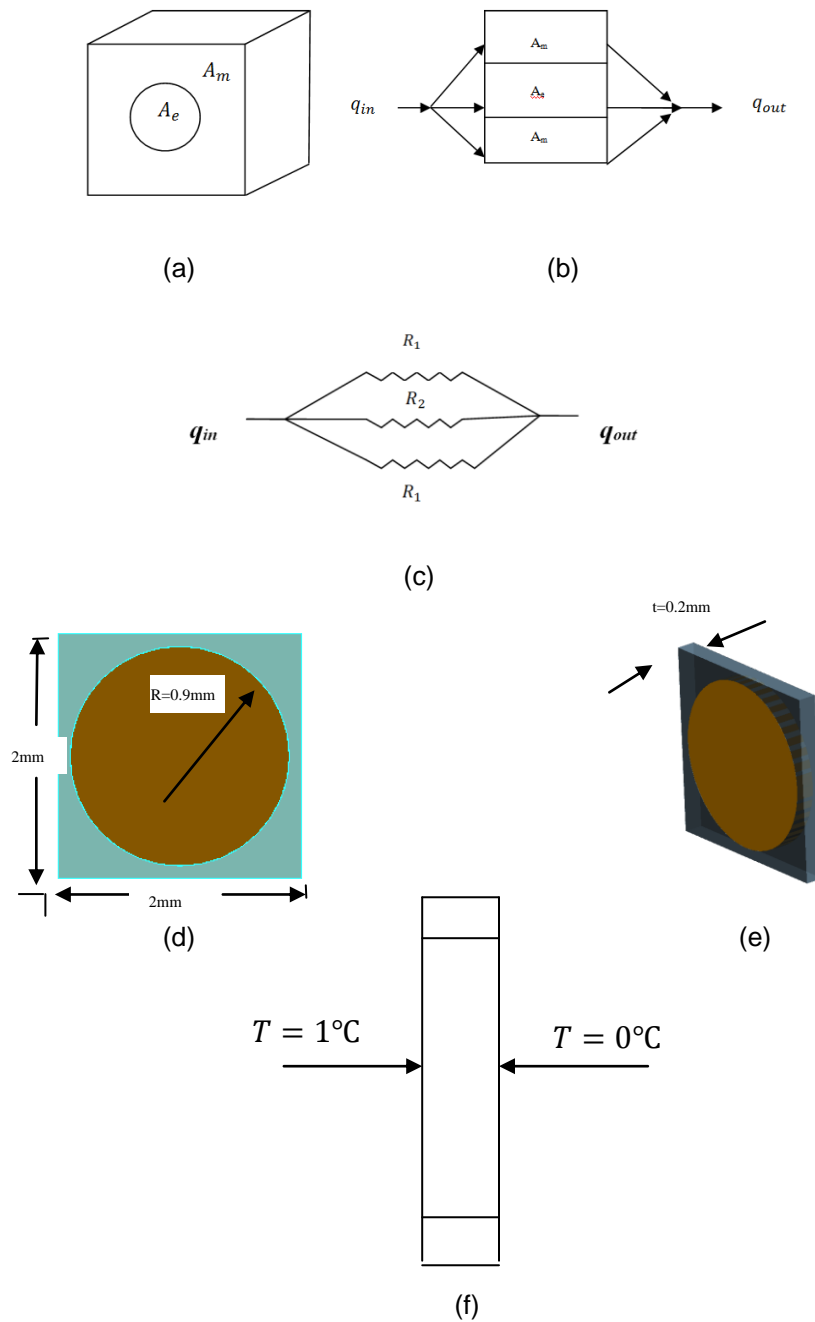 A_m
A_e
(a)
A_m
q_in
A_e
q_out
A_m
(b)
R_1
R_2
q_in
q_out
R_1
(c)
R=0.9mm
2mm
2mm
(d)
t=0.2mm
(e)
T = 1℃
T = 0℃
(f)